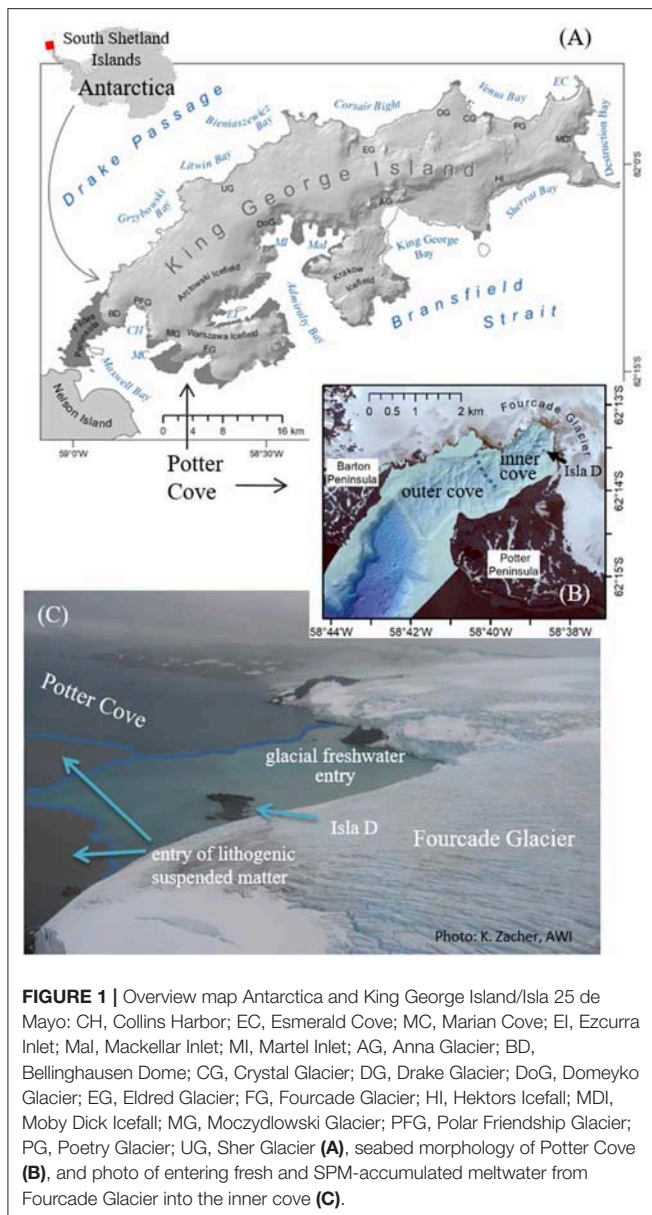 South Shetland
Islands
Antarctica
(A)
Drake Passage
Bieniaszewicz
Bay
Corsair Bight
Venus Bay
EC
Destruction Bay
DG
CG
PG
MDI
EG
HI
Sherrat Bay
62°0'S
Litwin Bay
UG
Grzybowski
Bay
King George Island
AG
DoG
MI
MaI
King George
Bay
Krakow
Icefield
Arctowski Icefield
Admiralty Bay
Bransfield
Strait
Fildes
Peninsula
BD
PFG
CH
EI
MG
Warszawa Icefield
FG
MC
Maxwell Bay
62°15'S
Nelson Island
0 4 8 16 km
59°0'W
58°30'W
Potter
Cove
0 0.5 1 2 km
Fourcade
Glacier
62°13'S
Barton
Peninsula
inner
cove
Isla D
outer cove
62°14'S
Potter
Peninsula
62°15'S
(B)
58°44'W 58°42'W 58°40'W 58°38'W
(C)
Potter Cove
glacial freshwater
entry
Isla D
Fourcade Glacier
entry of lithogenic
suspended matter
Photo: K. Zacher, AWI
FIGURE 1 | Overview map Antarctica and King George Island/Isla 25 de
Mayo: CH, Collins Harbor; EC, Esmerald Cove; MC, Marian Cove; EI, Ezcurra
Inlet; MaI, Mackellar Inlet; MI, Martel Inlet; AG, Anna Glacier; BD,
Bellinghausen Dome; CG, Crystal Glacier; DG, Drake Glacier; DoG, Domeyko
Glacier; EG, Eldred Glacier; FG, Fourcade Glacier; HI, Hektors Icefall; MDI,
Moby Dick Icefall; MG, Moczydlowski Glacier; PFG, Polar Friendship Glacier;
PG, Poetry Glacier; UG, Sher Glacier (A), seabed morphology of Potter Cove
(B), and photo of entering fresh and SPM-accumulated meltwater from
Fourcade Glacier into the inner cove (C).